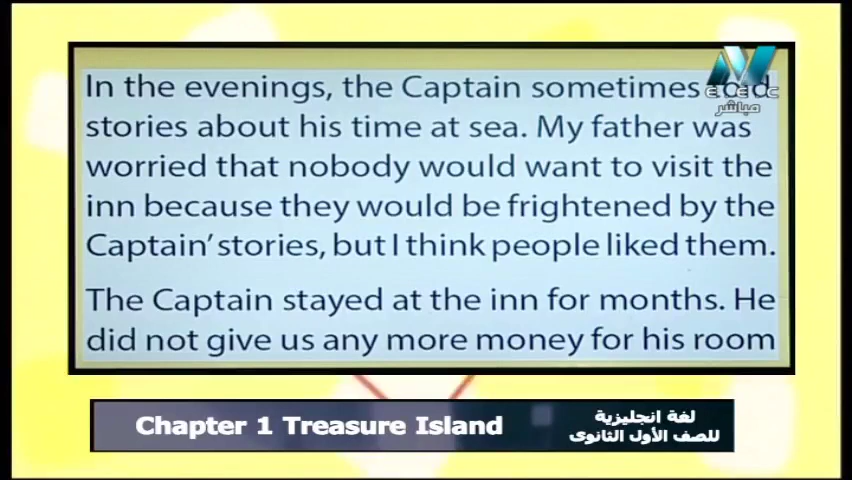 In the evenings, the Captain sometimes
stories about his time at sea. My father was
worried that nobody would want to visit the
inn because they would be frightened by the
Captain' stories, but I think people liked them.
The Captain stayed at the inn for months. He
did not give us any more money for his room
مباشر
Chapter 1 Treasure Island
لغة انجليزية
للصف الأول الثانوى